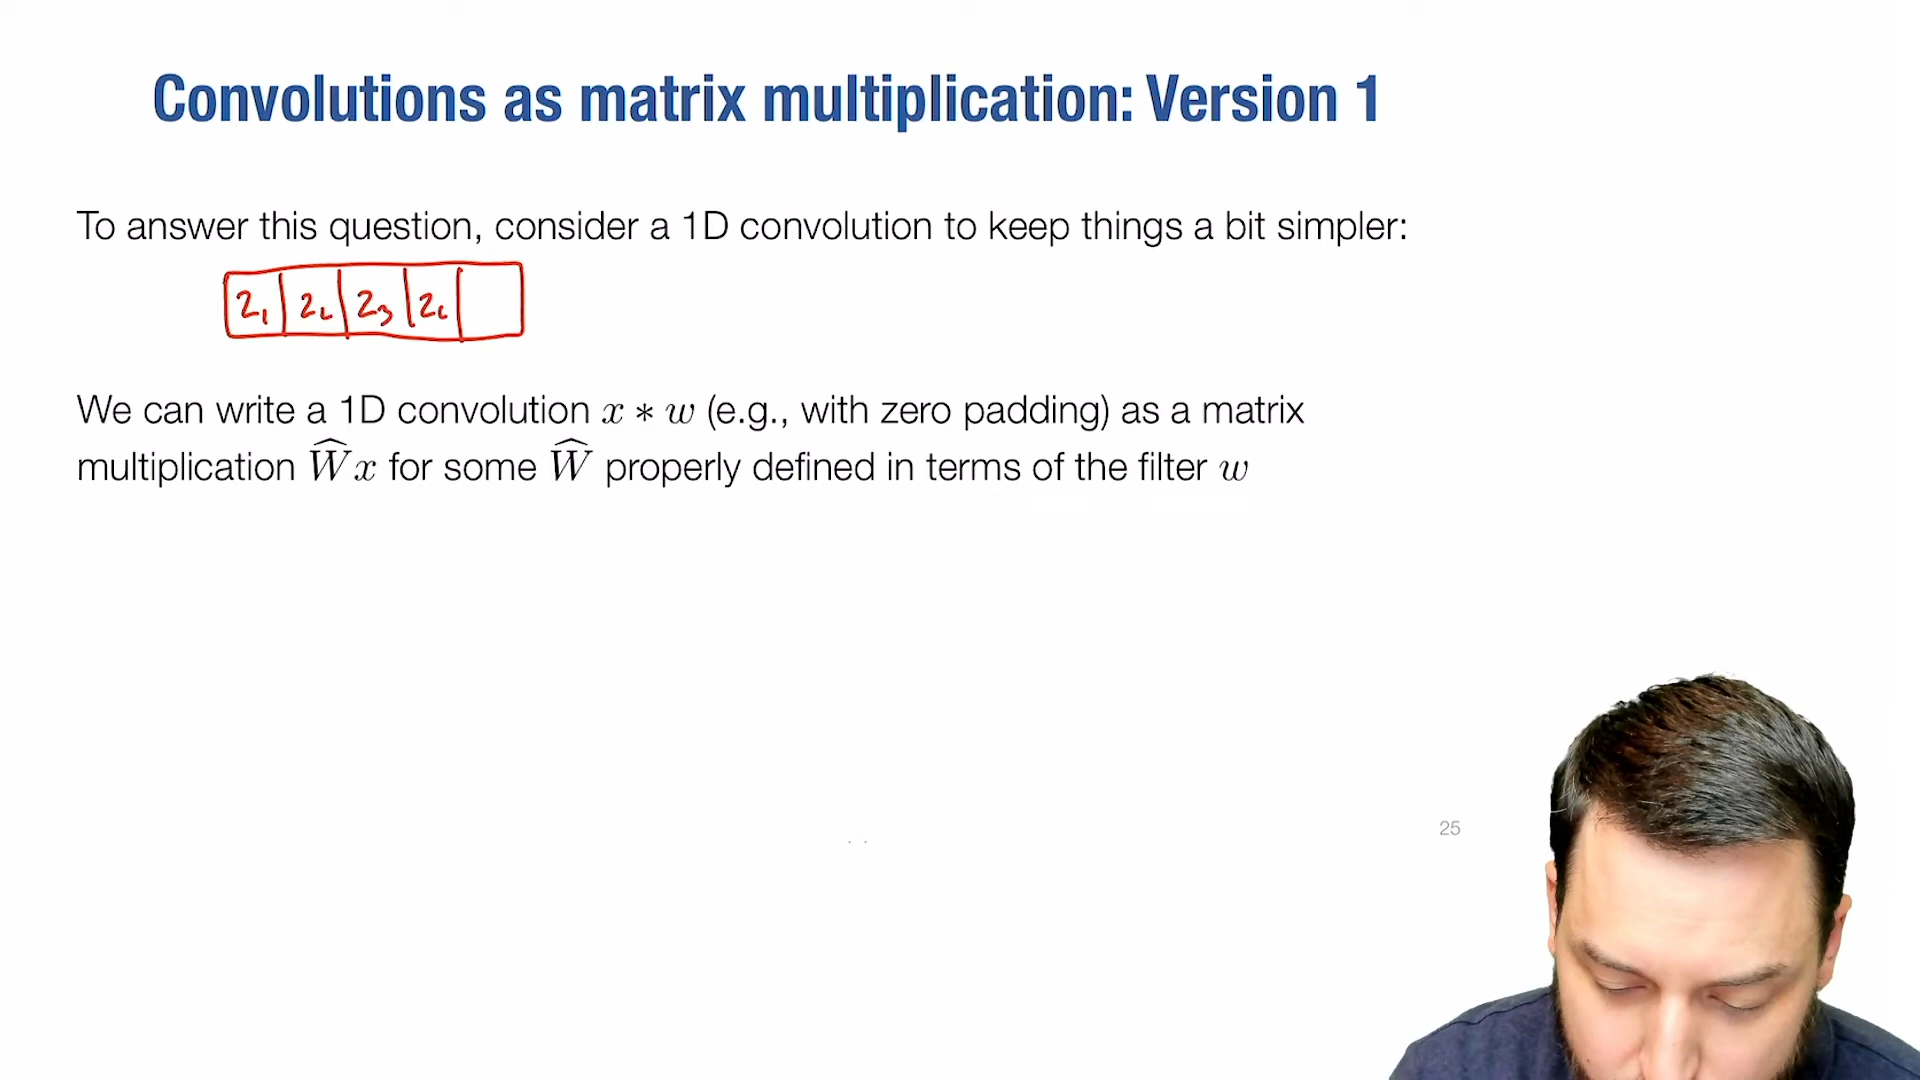 Convolutions as matrix multiplication: Version 1
To answer this question, consider a 1D convolution to keep things a bit simpler:
z₁ z₂ z₃
We can write a 1D convolution x ∗ w (e.g., with zero padding) as a matrix
multiplication Ŵx for some Ŵ properly defined in terms of the filter w
25